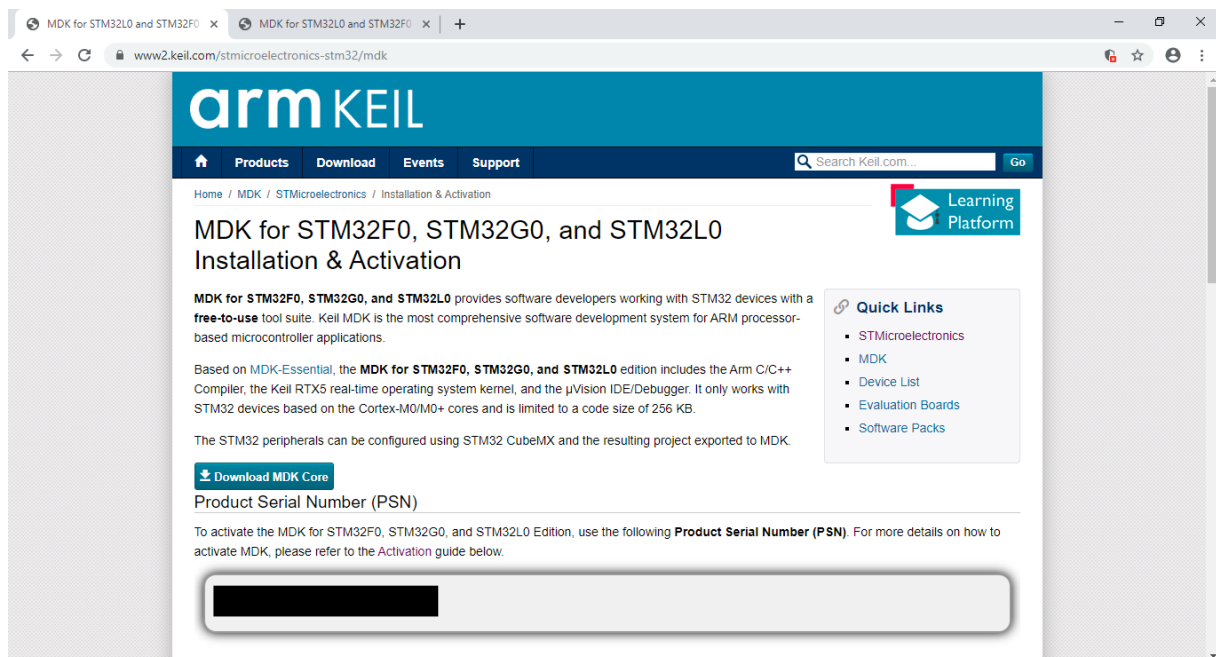 MDK for STM32L0 and STM32F0
MDK for STM32L0 and STM32F0
www2.keil.com/stmicroelectronics-stm32/mdk
arm KEIL
Products Download Events Support
Search Keil.com... Go
Home / MDK / STMicroelectronics / Installation & Activation
Learning
Platform
MDK for STM32F0, STM32G0, and STM32L0
Installation & Activation
MDK for STM32F0, STM32G0, and STM32L0 provides software developers working with STM32 devices with a
free-to-use tool suite. Keil MDK is the most comprehensive software development system for ARM processor-
based microcontroller applications.
Based on MDK-Essential, the MDK for STM32F0, STM32G0, and STM32L0 edition includes the Arm C/C++
Compiler, the Keil RTX5 real-time operating system kernel, and the µVision IDE/Debugger. It only works with
STM32 devices based on the Cortex-M0/M0+ cores and is limited to a code size of 256 KB.
The STM32 peripherals can be configured using STM32 CubeMX and the resulting project exported to MDK.
Quick Links
STMicroelectronics
MDK
Device List
Evaluation Boards
Software Packs
Download MDK Core
Product Serial Number (PSN)
To activate the MDK for STM32F0, STM32G0, and STM32L0 Edition, use the following Product Serial Number (PSN). For more details on how to
activate MDK, please refer to the Activation guide below.